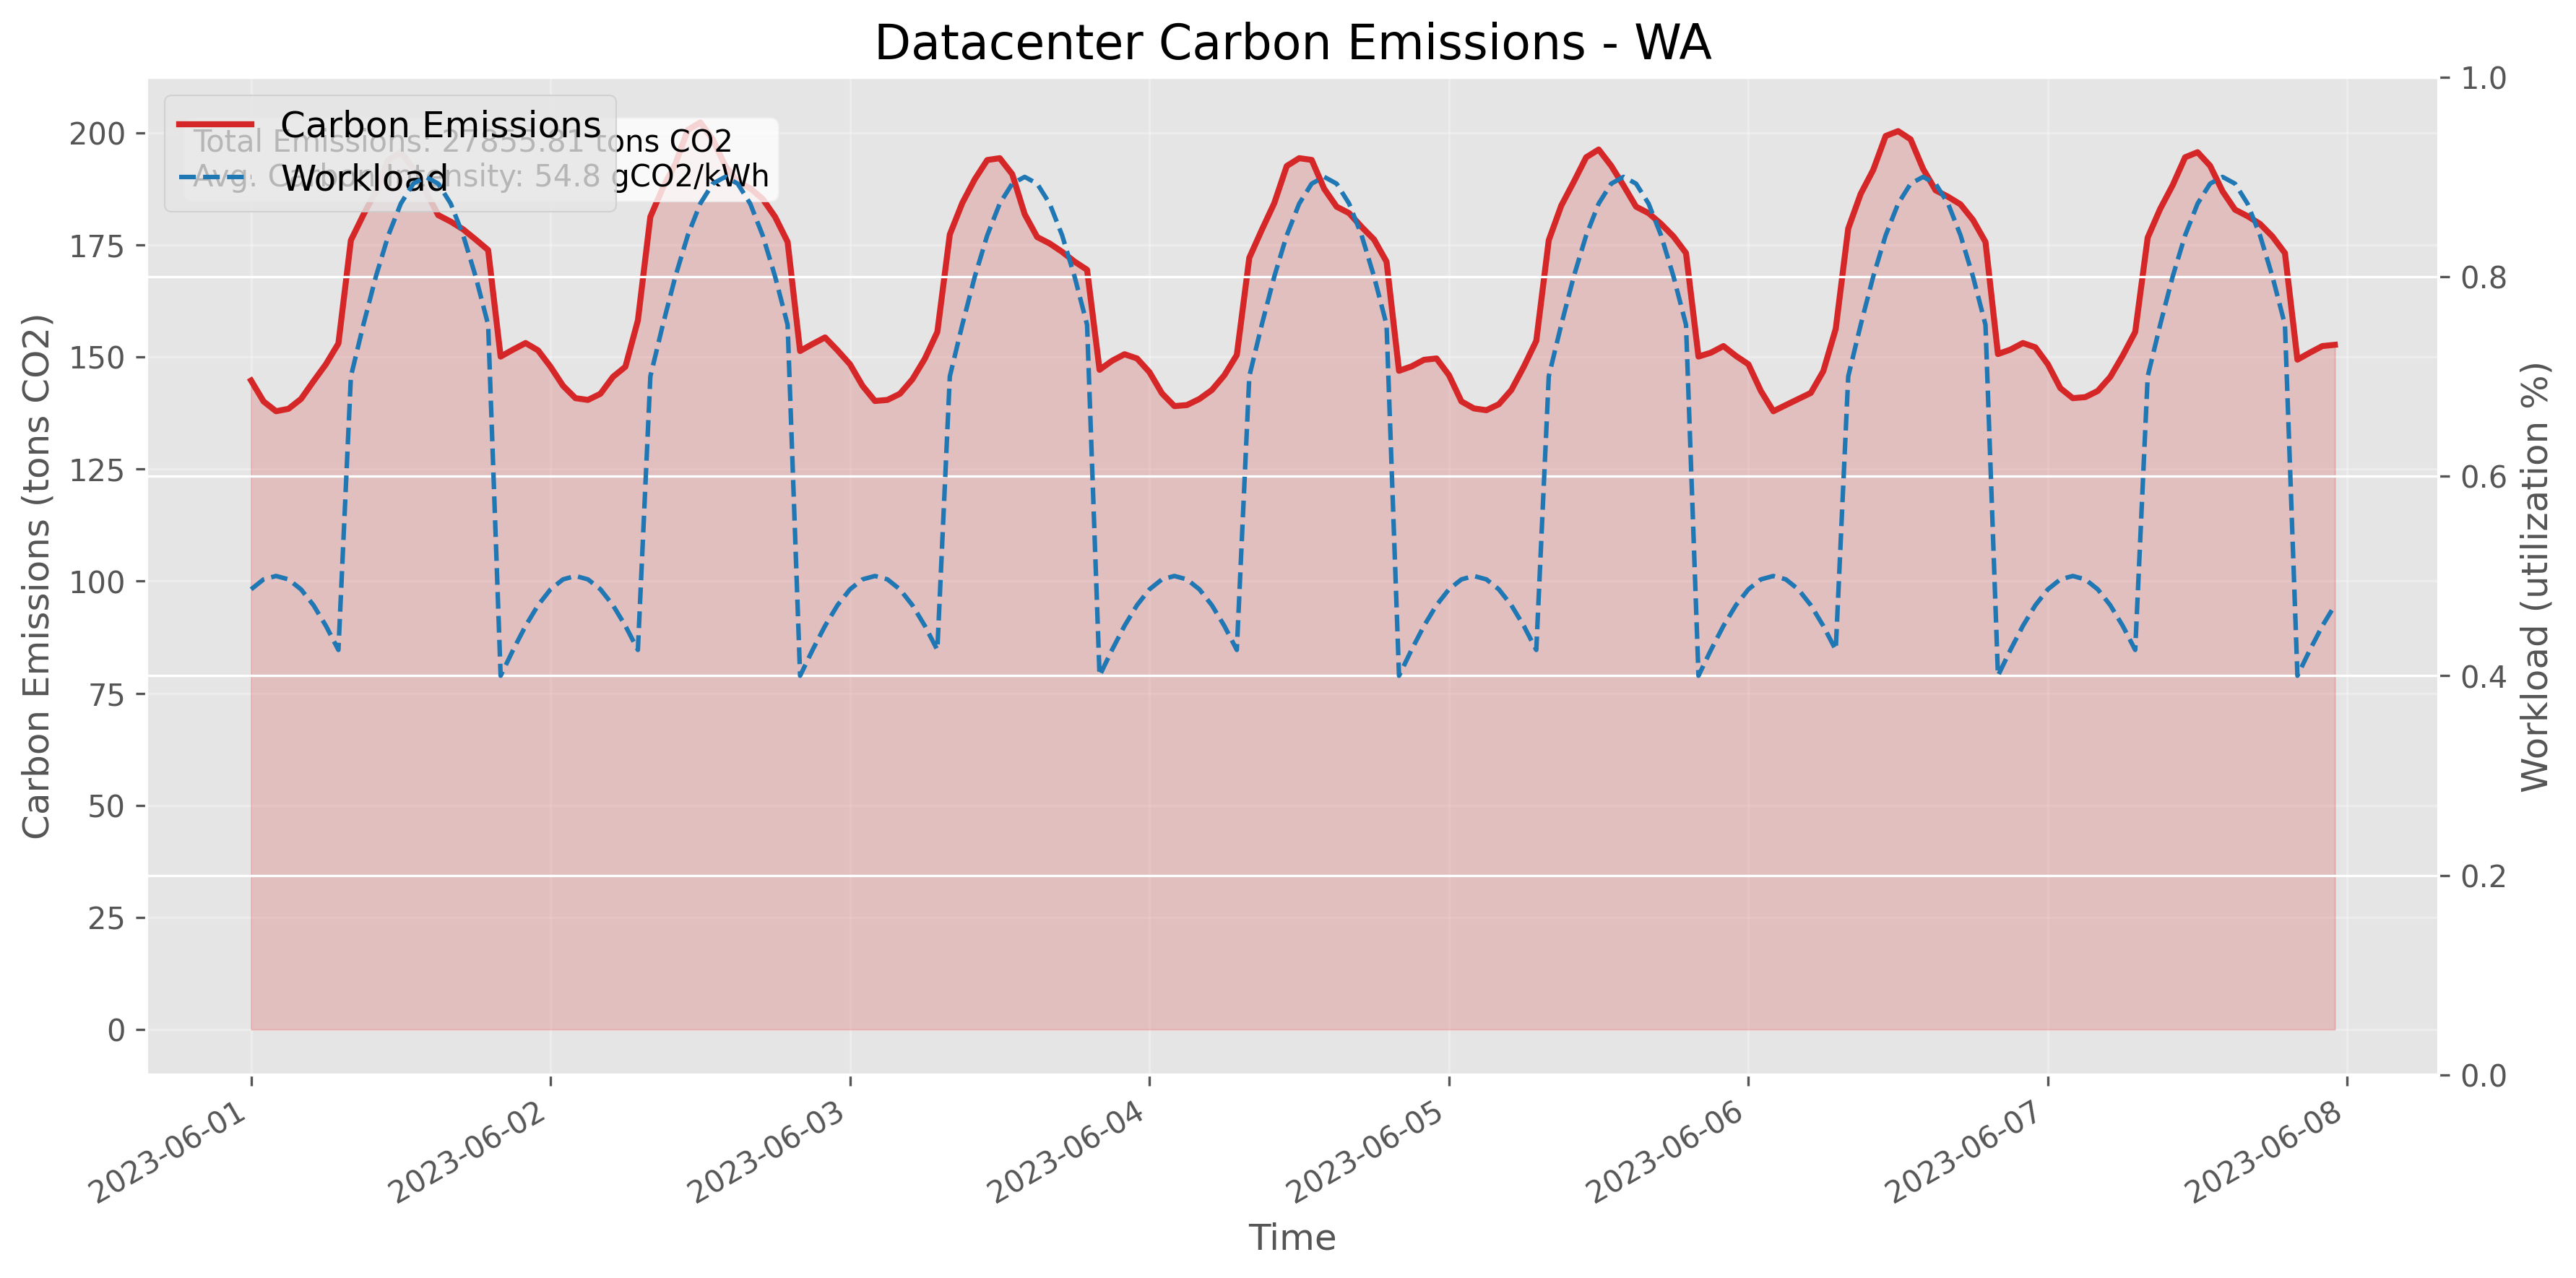 Datacenter Carbon Emissions - WA
Carbon Emissions
Total Emissions: 27855.81 tons CO2
Workload
Avg. Carbon Intensity: 54.8 gCO2/kWh
Carbon Emissions (tons CO2)
200
175
150
125
100
75
50
25
0
1.0
0.8
0.6
0.4
0.2
0.0
Workload (utilization %)
2023-06-01
2023-06-02
2023-06-03
2023-06-04
2023-06-05
2023-06-06
2023-06-07
2023-06-08
Time